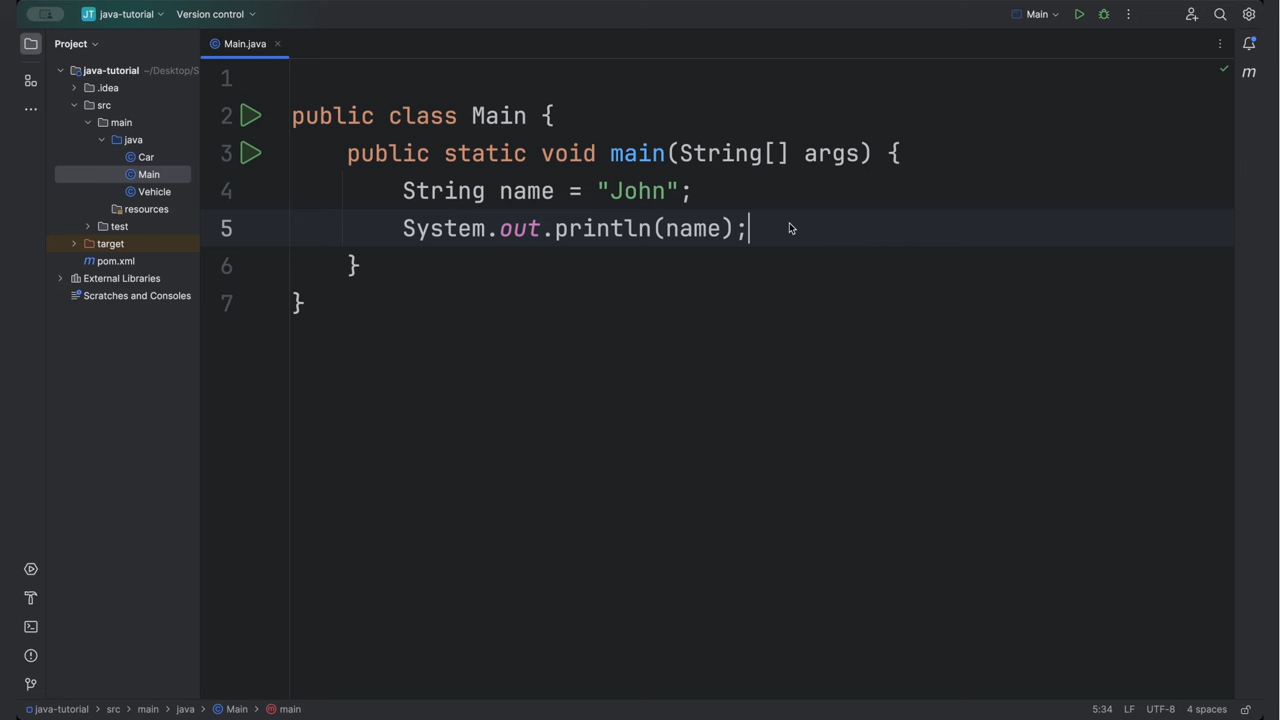 JT java-tutorial Version control Main
Project Main.java
java-tutorial ~/Desktop/S
.idea
src
main
java
Car
Main
Vehicle
resources
test
target
pom.xml
External Libraries
Scratches and Consoles
1
2 public class Main {
3 public static void main(String[] args) {
4 String name = "John";
5 System.out.println(name);
6 }
7 }
m
java-tutorial > src > main > java > Main > main 5:34 LF UTF-8 4 spaces